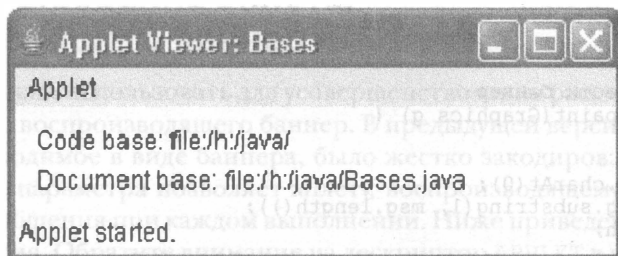 Applet Viewer: Bases
Applet
Code base: file:/h:/java/
Document base: file:/h:/java/Bases.java
Applet started.